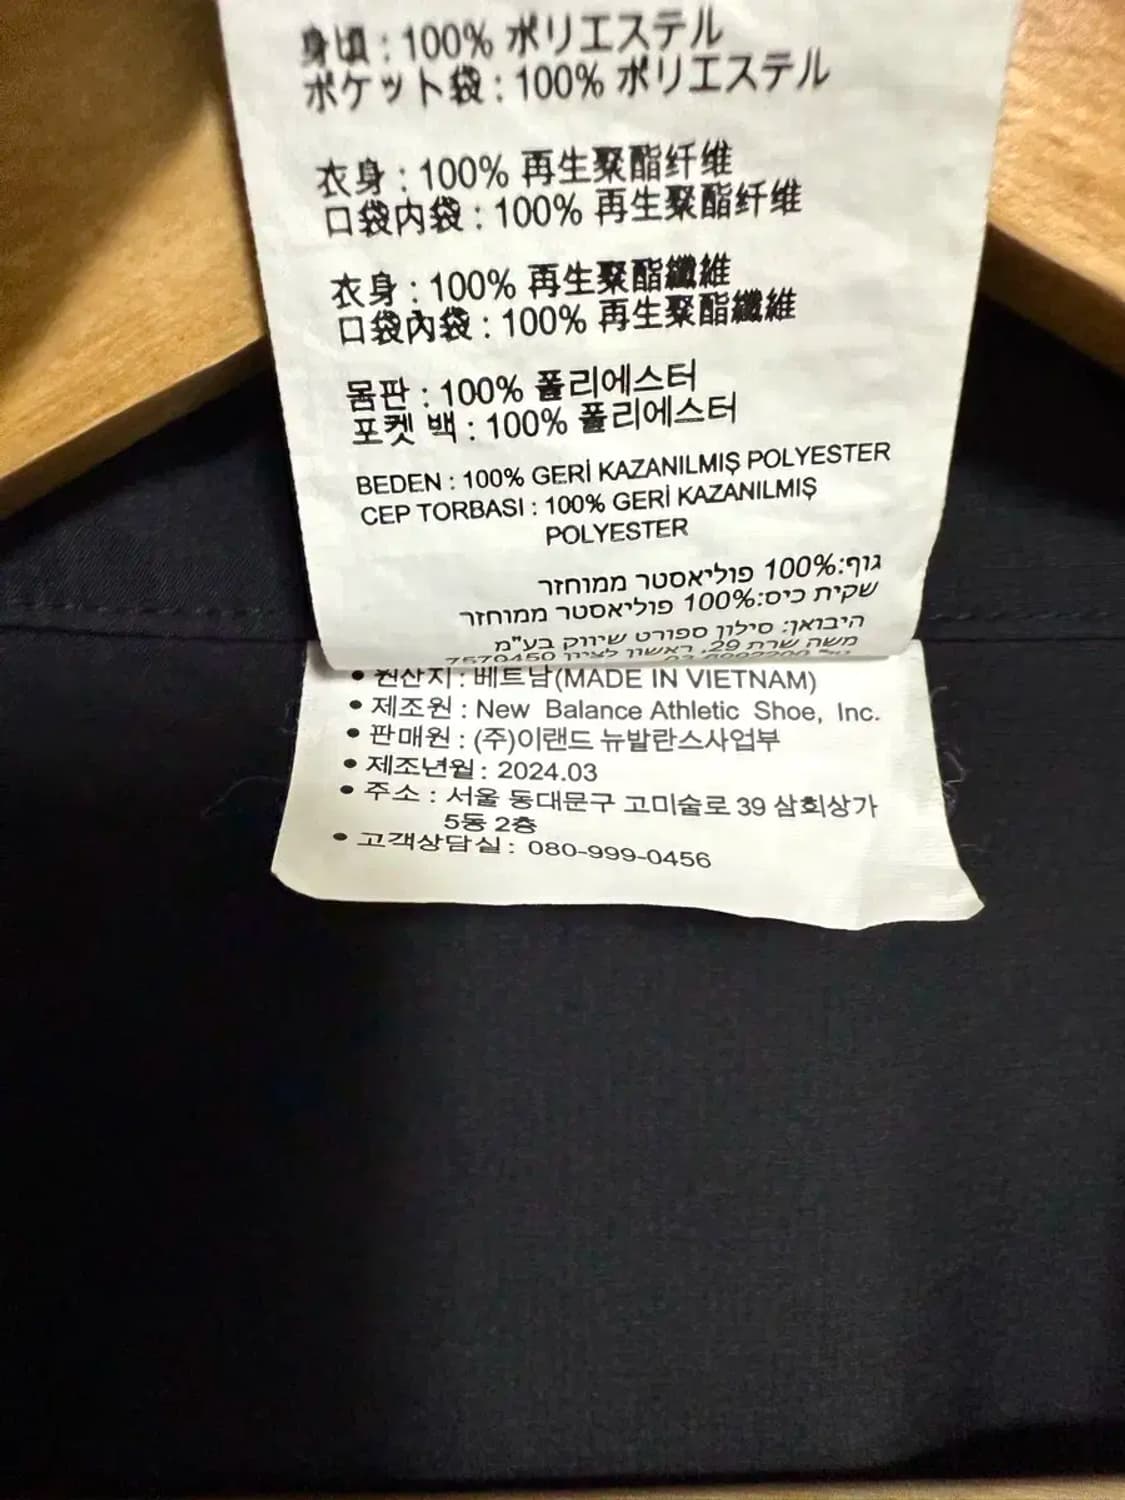 身頃 : 100% ポリエステル
ポケット袋 : 100% ポリエステル
衣身 : 100% 再生聚酯纤维
口袋内袋 : 100% 再生聚酯纤维
衣身 : 100% 再生聚酯纖維
口袋內袋 : 100% 再生聚酯纖維
몸판 : 100% 폴리에스터
포켓 백 : 100% 폴리에스터
BEDEN : 100% GERİ KAZANILMIŞ POLYESTER
CEP TORBASI : 100% GERİ KAZANILMIŞ
POLYESTER
גוף:100% פוליאסטר ממוחזר
שקית כיס:100% פוליאסטר ממוחזר
היבואן: סילון ספורט שיווק בע"מ
משה שרת 29, ראשון לציון 7570450
• 원산지 : 베트남(MADE IN VIETNAM)
• 제조원 : New Balance Athletic Shoe, Inc.
• 판매원 : (주)이랜드 뉴발란스사업부
• 제조년월 : 2024.03
• 주소 : 서울 동대문구 고미술로 39 삼희상가
5동 2층
• 고객상담실 : 080-999-0456